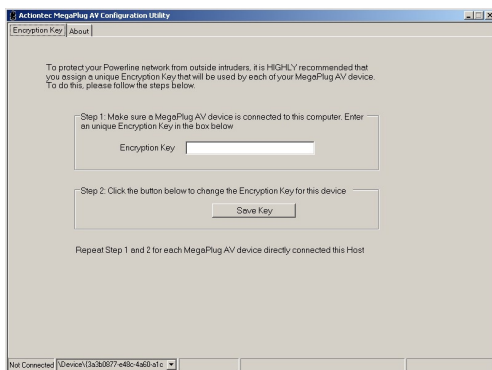 Actiontec MegaPlug AV Configuration Utility
Encryption Key About
To protect your Powerline network from outside intruders, it is HIGHLY recommended that
you assign a unique Encryption Key that will be used by each of your MegaPlug AV device.
To do this, please follow the steps below.
Step 1: Make sure a MegaPlug AV device is connected to this computer. Enter
an unique Encryption Key in the box below
Encryption Key
Step 2: Click the button below to change the Encryption Key for this device
Save Key
Repeat Step 1 and 2 for each MegaPlug AV device directly connected this Host
Not Connected \Device\{3a3b0877-e48c-4a60-a1c